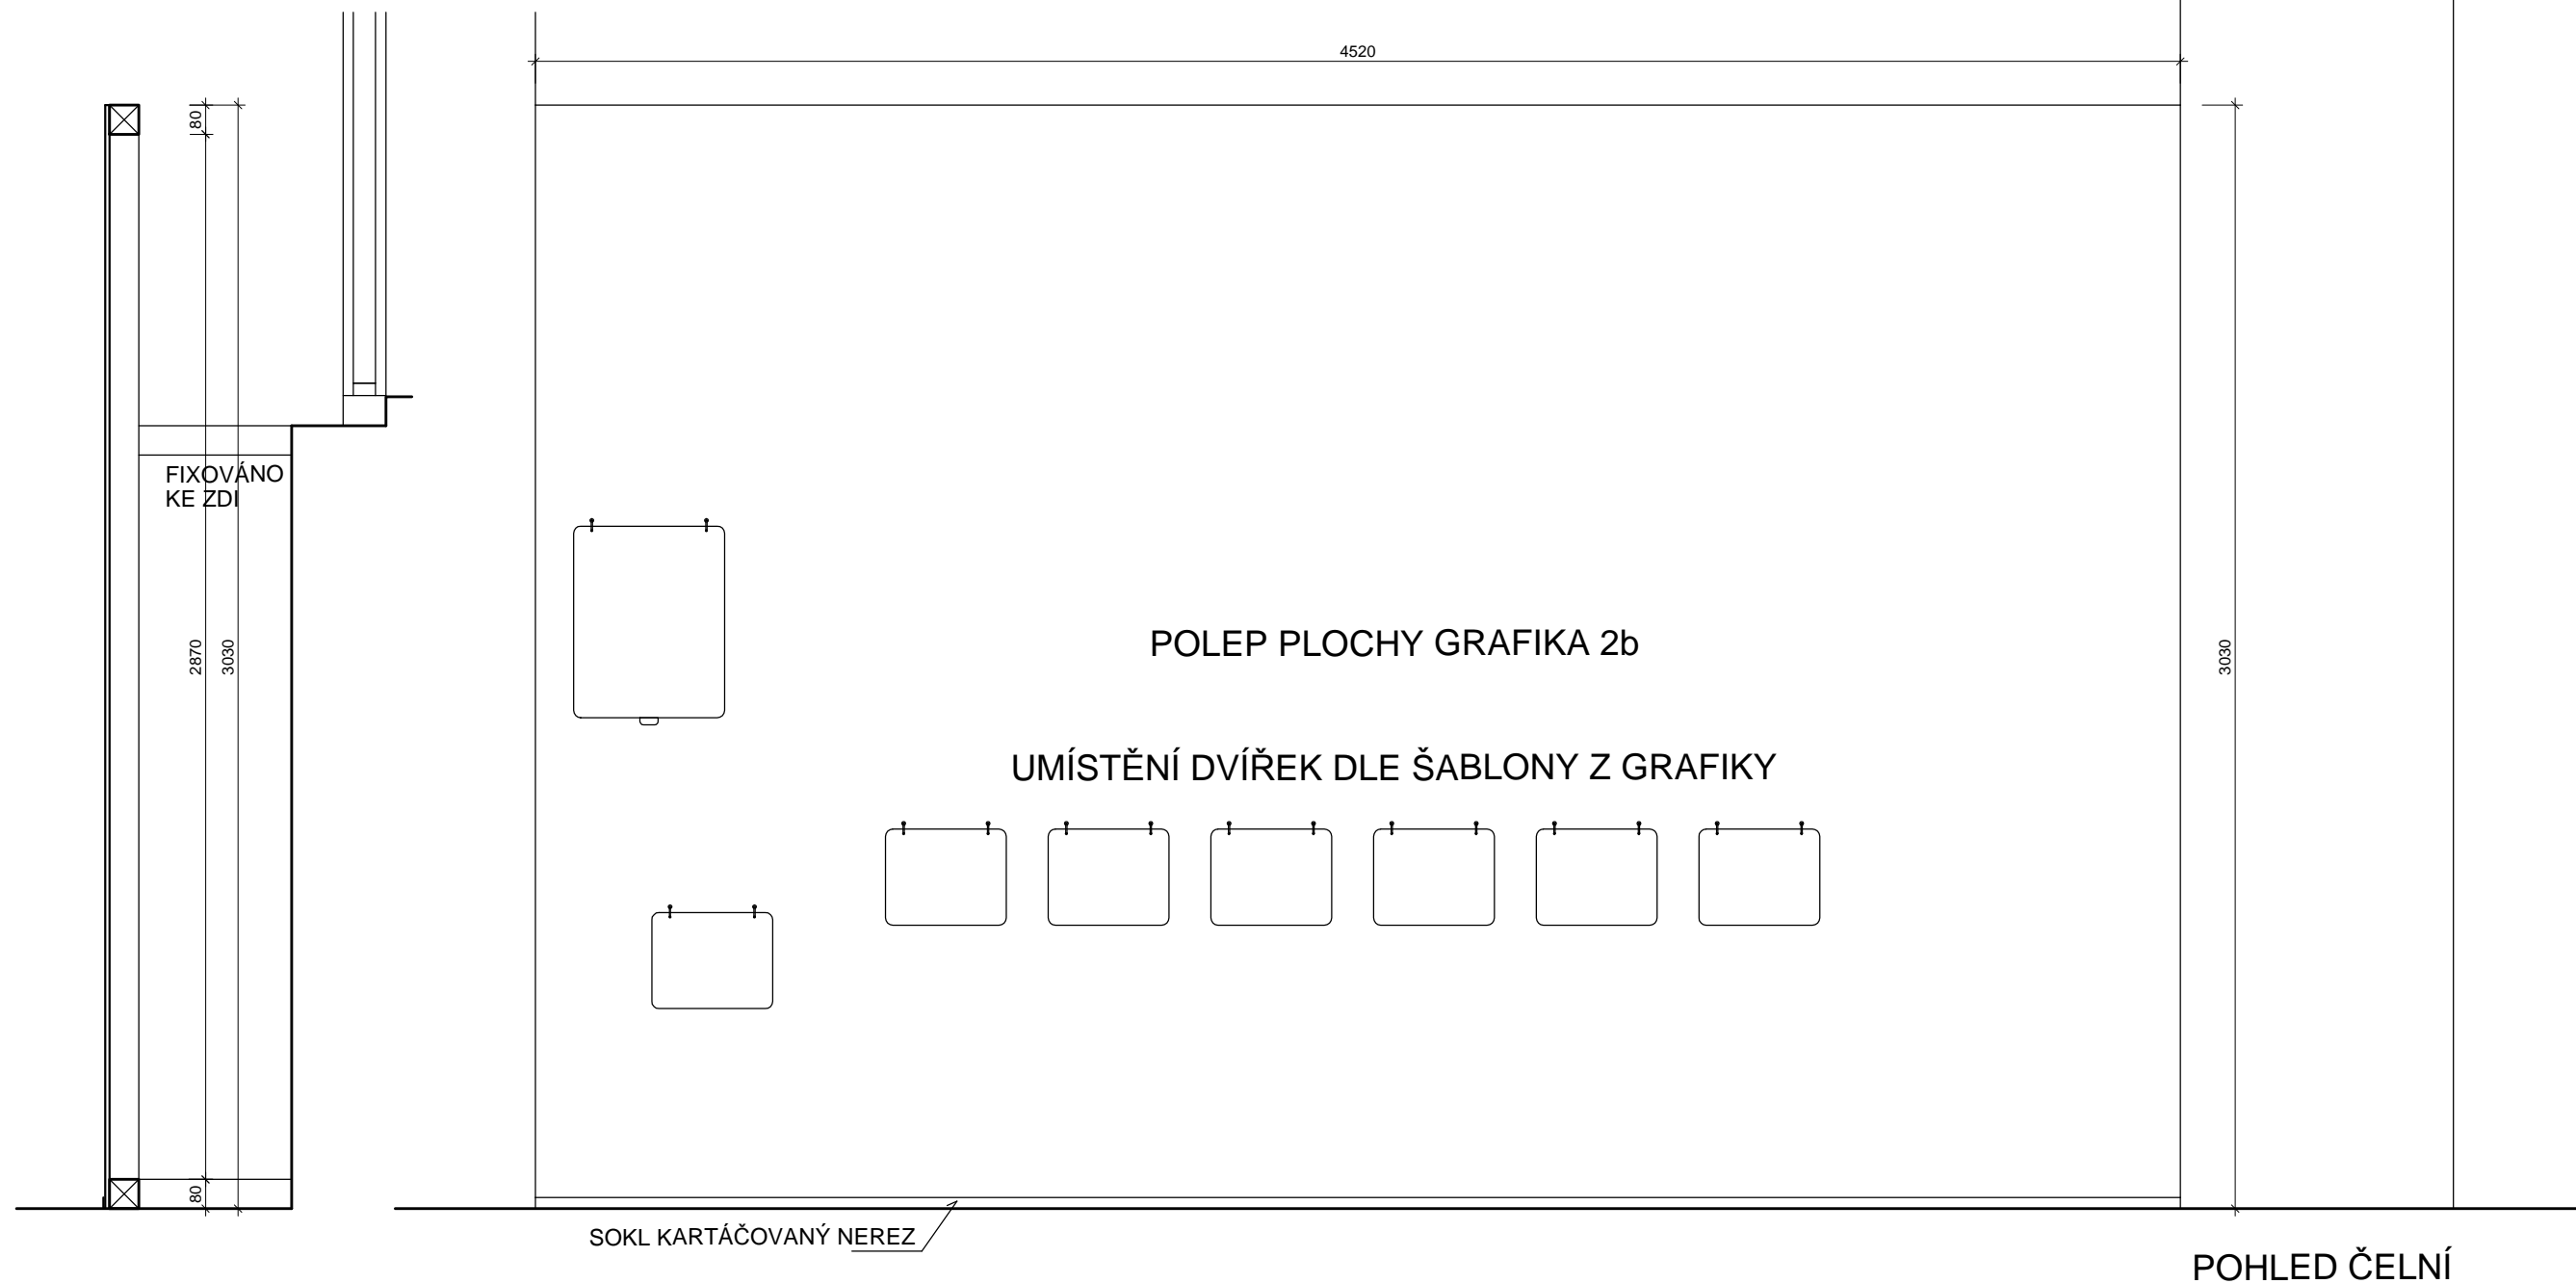 4520
80
FIXOVÁNO
KE ZDI
2870
3030
POLEP PLOCHY GRAFIKA 2b
3030
UMÍSTĚNÍ DVÍŘEK DLE ŠABLONY Z GRAFIKY
80
SOKL KARTÁČOVANÝ NEREZ
POHLED ČELNÍ